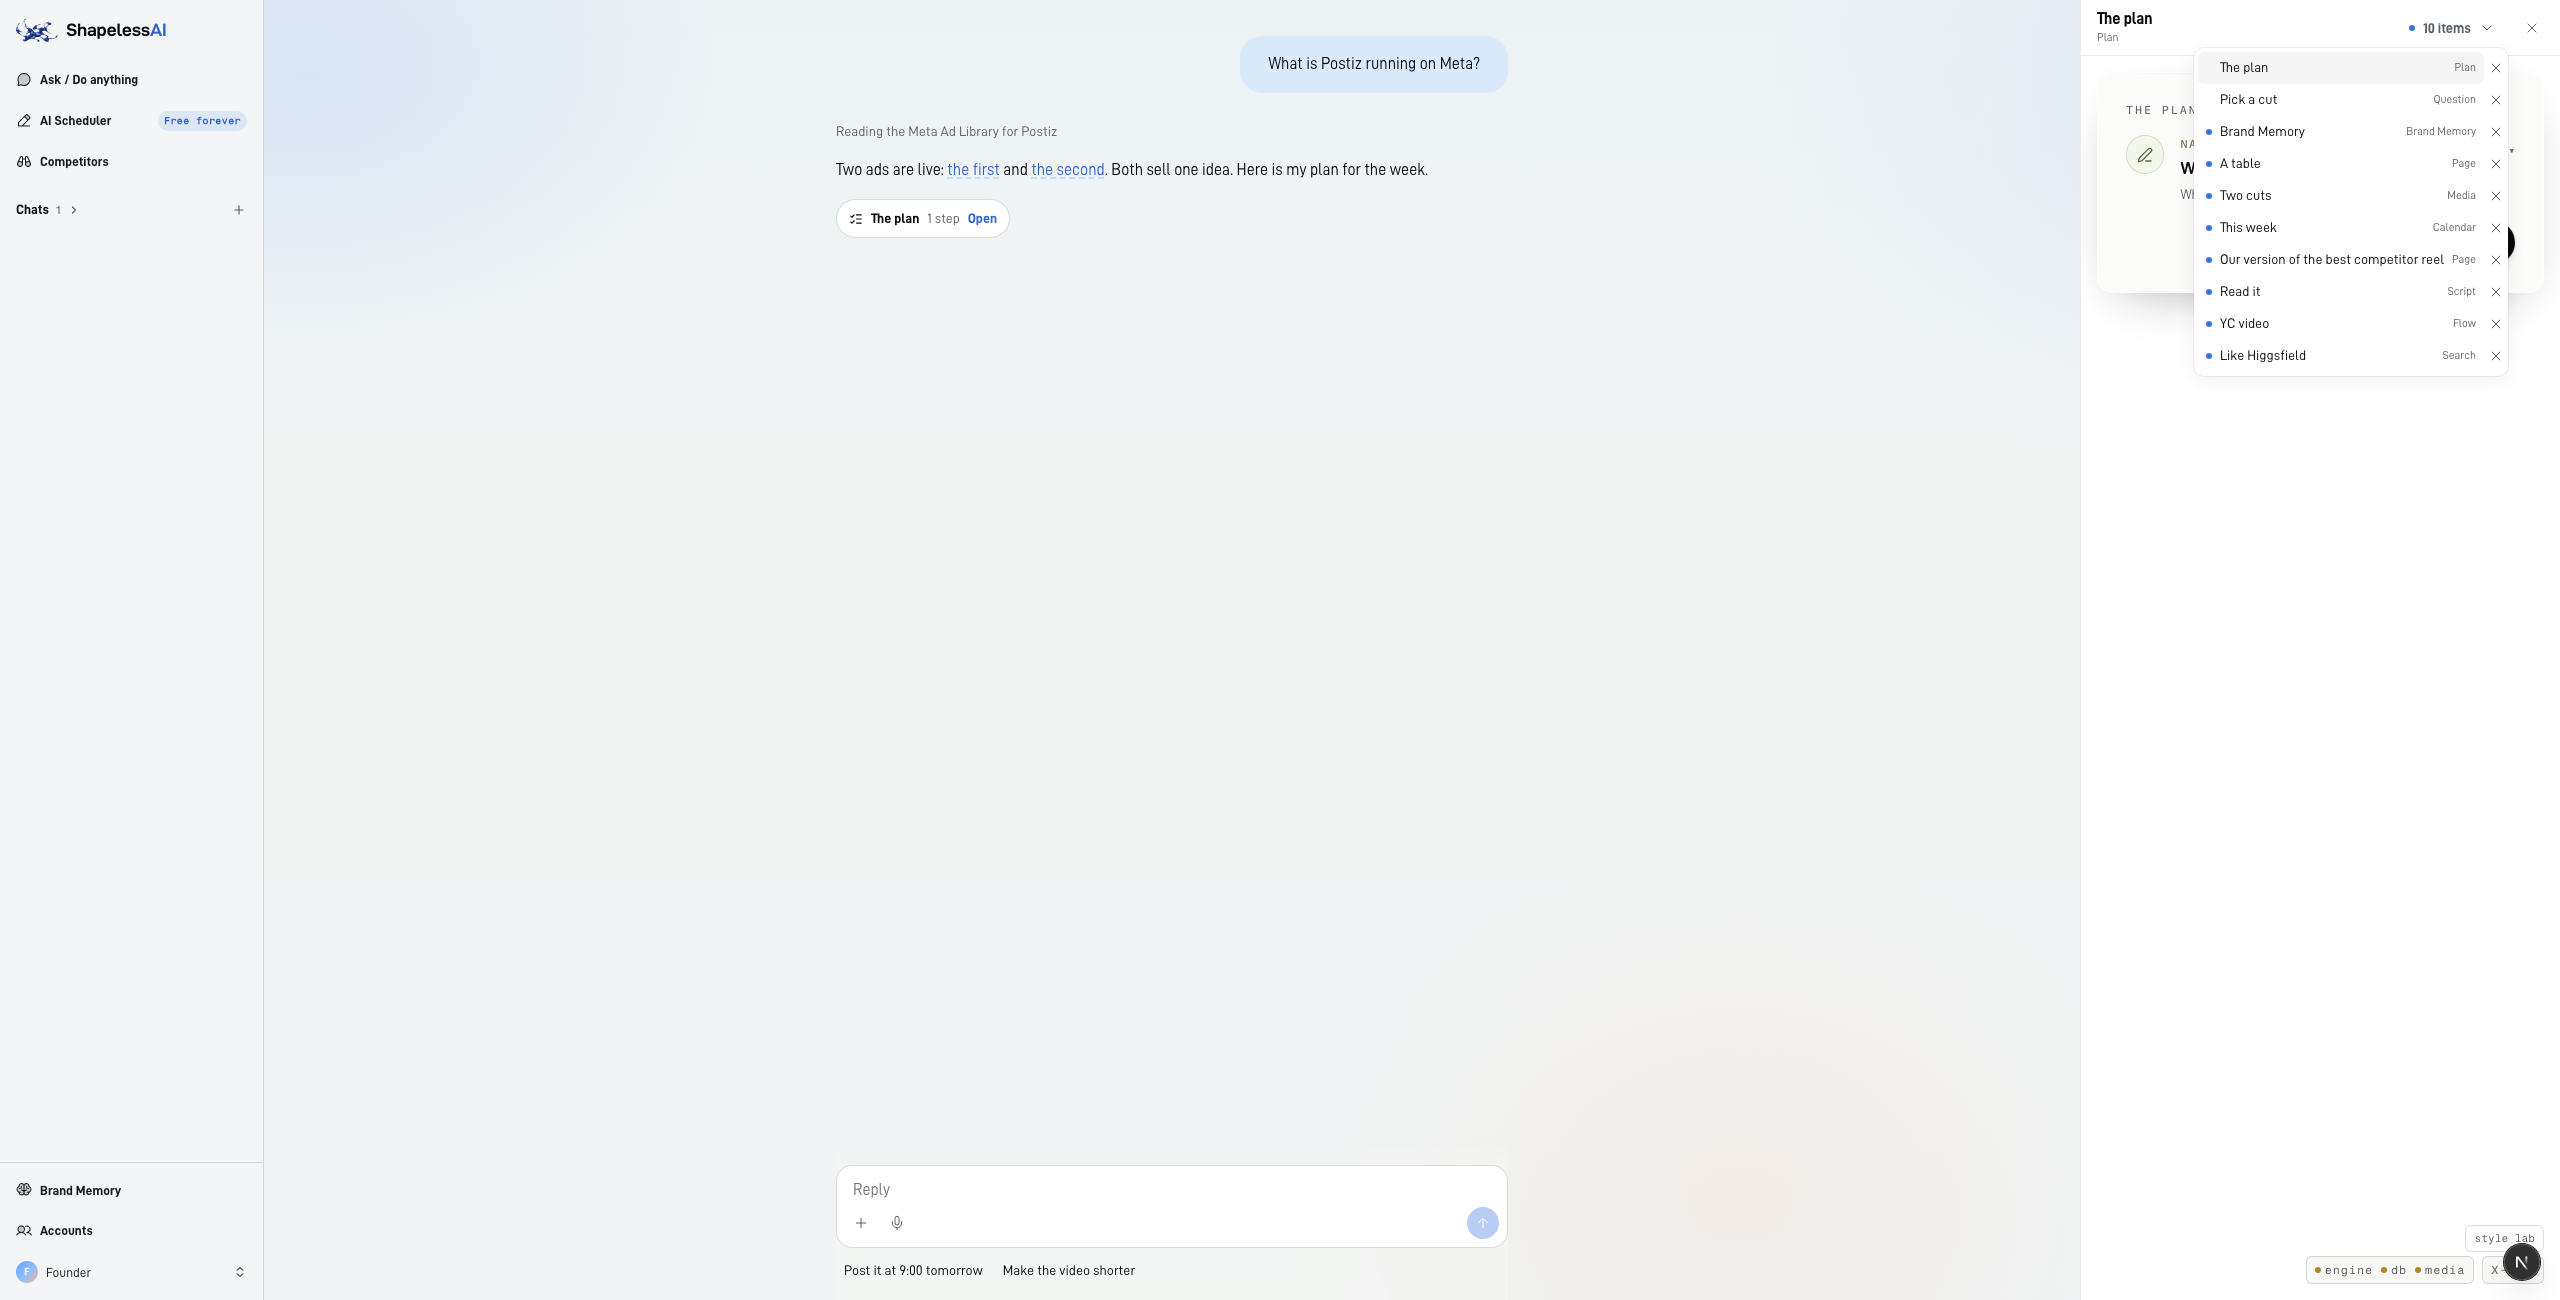 ShapelessAI
Ask / Do anything
AI Scheduler
Free forever
Competitors
Chats 1
What is Postiz running on Meta?
Reading the Meta Ad Library for Postiz
Two ads are live: the first and the second. Both sell one idea. Here is my plan for the week.
The plan 1 step Open
Reply
Post it at 9:00 tomorrow Make the video shorter
Brand Memory
Accounts
F Founder
The plan
Plan
10 items
THE PLAN
The plan Plan
Pick a cut Question
Brand Memory Brand Memory
A table Page
Two cuts Media
This week Calendar
Our version of the best competitor reel Page
Read it Script
YC video Flow
Like Higgsfield Search
style lab
engine db media
N